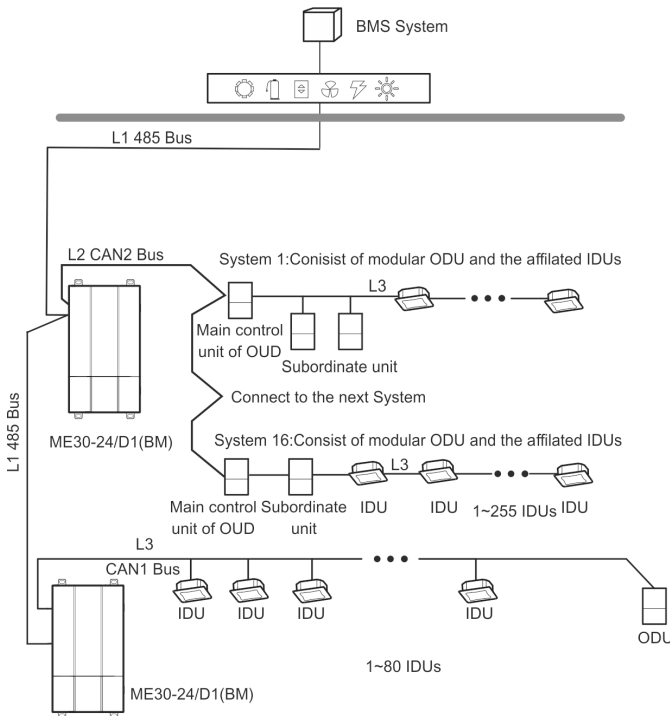 BMS System
L1 485 Bus
L2 CAN2 Bus
System 1:Conisist of modular ODU and the affilated IDUs
L3
Main control
unit of OUD
Subordinate unit
Connect to the next System
L1 485 Bus
ME30-24/D1(BM)
System 16:Consist of modular ODU and the affilated IDUs
L3
Main control
unit of OUD
Subordinate
unit
IDU
IDU
1~255 IDUs
IDU
L3
CAN1 Bus
IDU
IDU
IDU
IDU
ODU
1~80 IDUs
ME30-24/D1(BM)